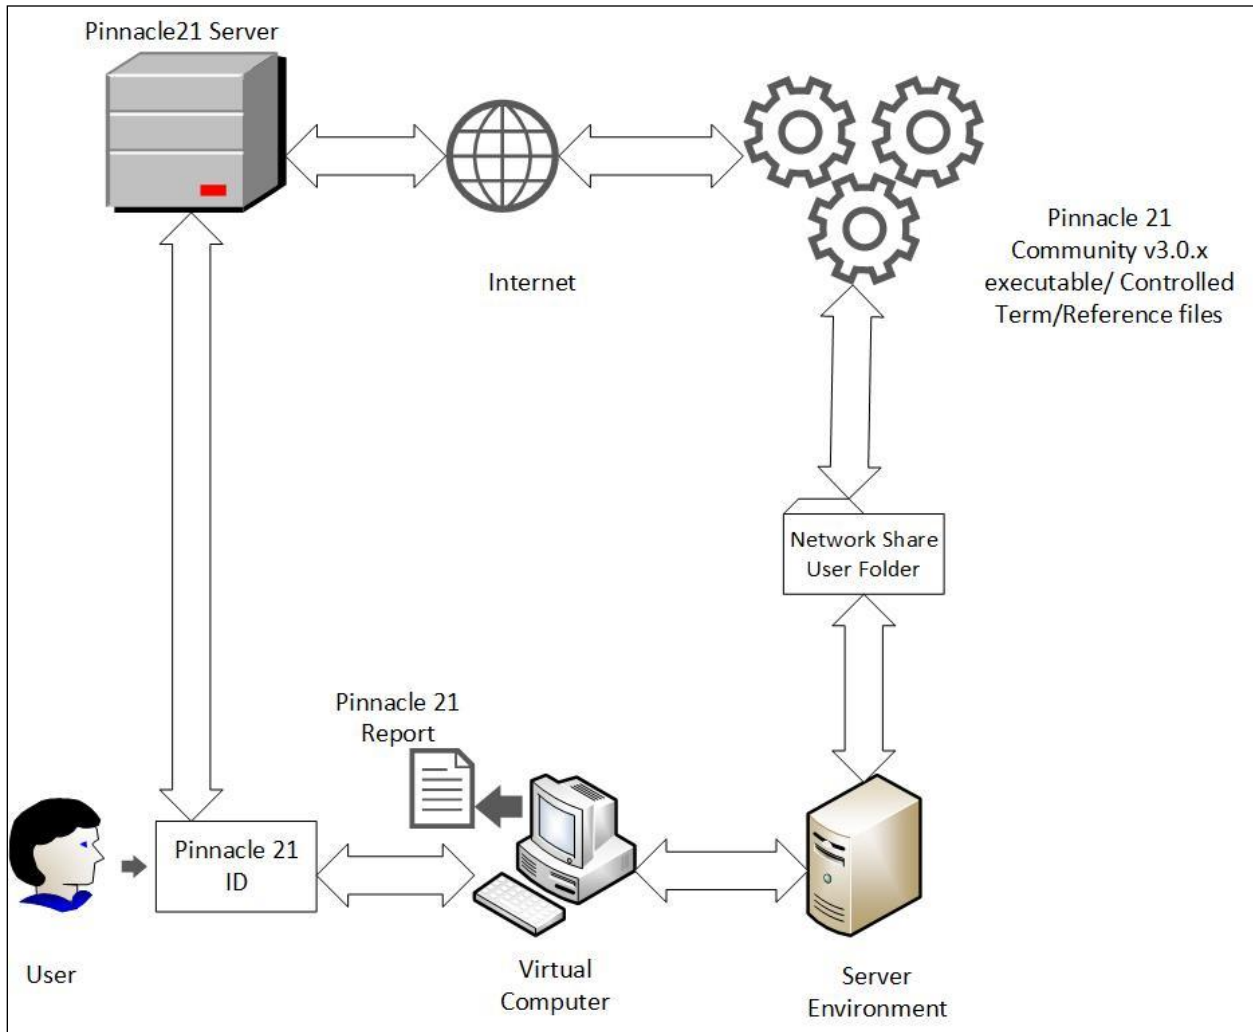 Pinnacle21 Server
Internet
Pinnacle 21
Community v3.0.x
executable/ Controlled
Term/Reference files
Network Share
User Folder
Pinnacle 21
Report
Pinnacle 21
ID
User
Virtual
Computer
Server
Environment